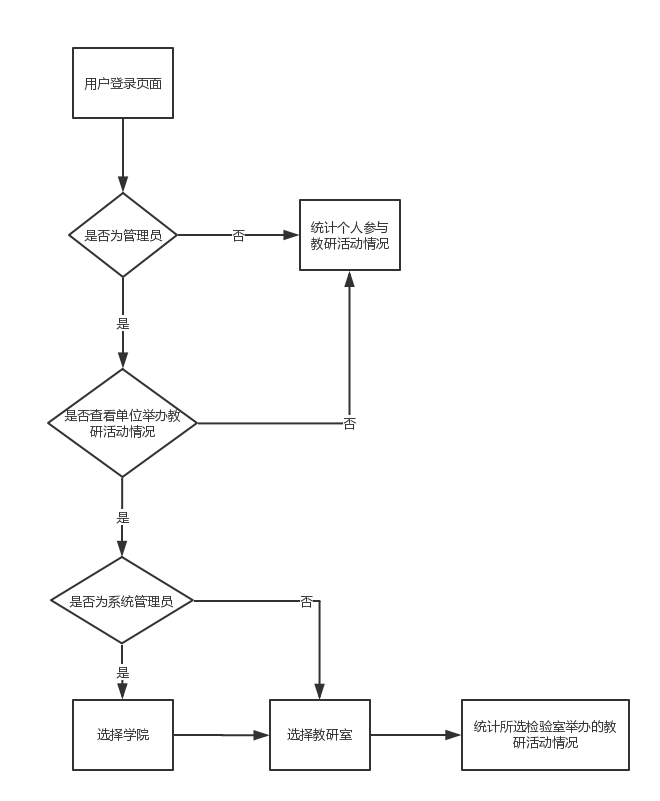 用户登录页面
是否为管理员
否
统计个人参与
教研活动情况
是
是否查看单位举办教
研活动情况
否
是
是否为系统管理员
否
是
选择学院
选择教研室
统计所选检验室举办的教
研活动情况